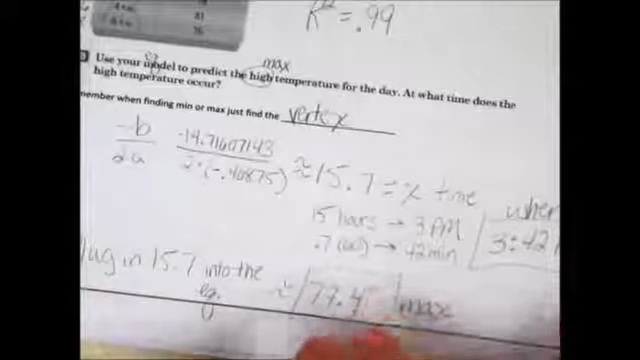 4 a.m.
81
76
R² = .99
Use your model to predict the high temperature for the day. At what time does the
max
high temperature occur?
member when finding min or max just find the vertex
-b
2a
-14.71607143
2·(-.46875)
≈ 15.7 = x time
15 hours → 3 PM
.7(60) → 42 min
when
3:42
lug in 15.7 into the
eq.
≈ 77.4
max